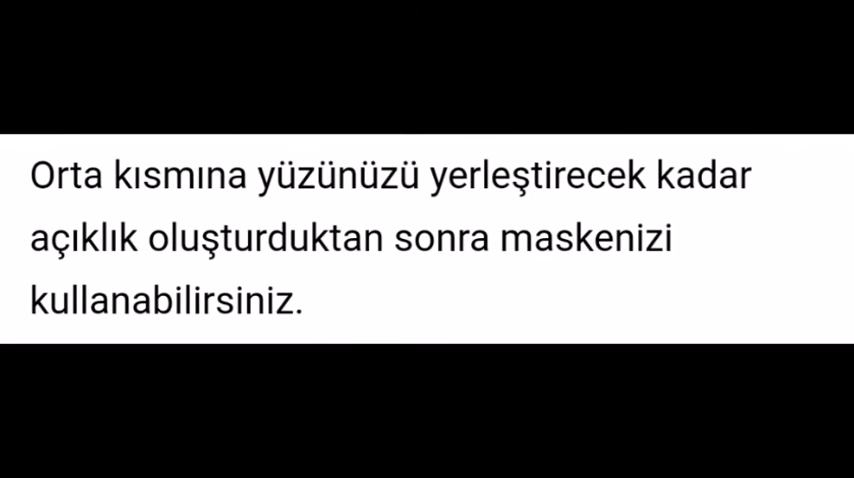 Orta kısmına yüzünüzü yerleştirecek kadar
açıklık oluşturduktan sonra maskenizi
kullanabilirsiniz.